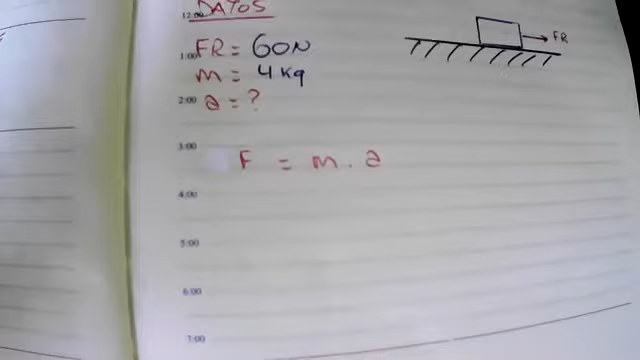 12:00 DATOS
FR
FR = 60N
1:00
m = 4 kg
2:00 a = ?
3:00
F = m . a
4:00
5:00
6:00
7:00